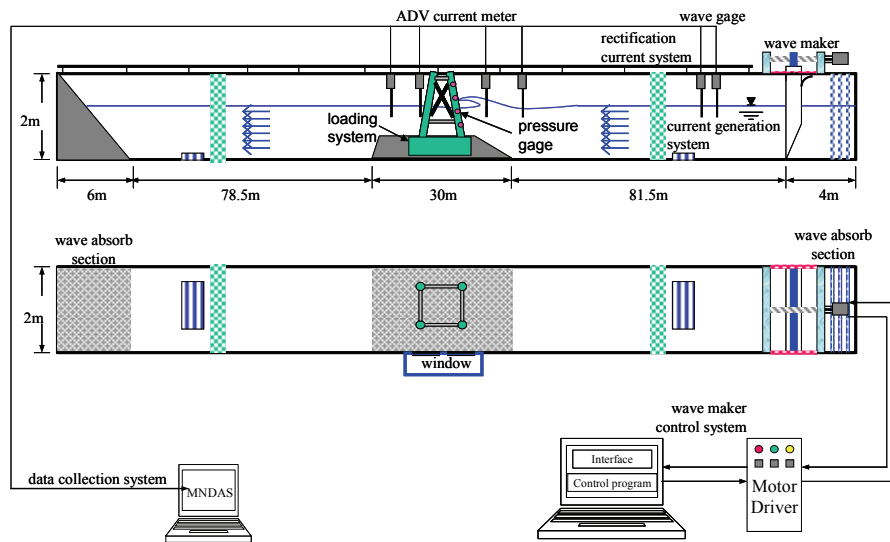 ADV current meter
wave gage
rectification
current system
wave maker
2m
loading
system
pressure
gage
current generation
system
6m
78.5m
30m
81.5m
4m
wave absorb
section
wave absorb
section
2m
window
wave maker
control system
data collection system
MNDAS
Interface
Control program
Motor
Driver